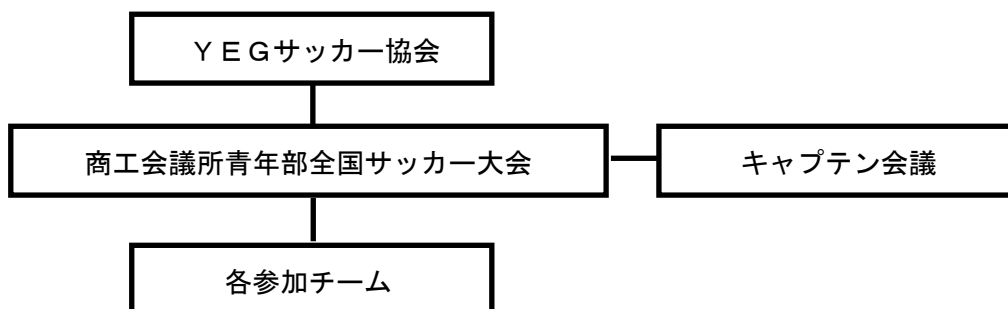 ＹＥＧサッカー協会
商工会議所青年部全国サッカー大会
キャプテン会議
各参加チーム